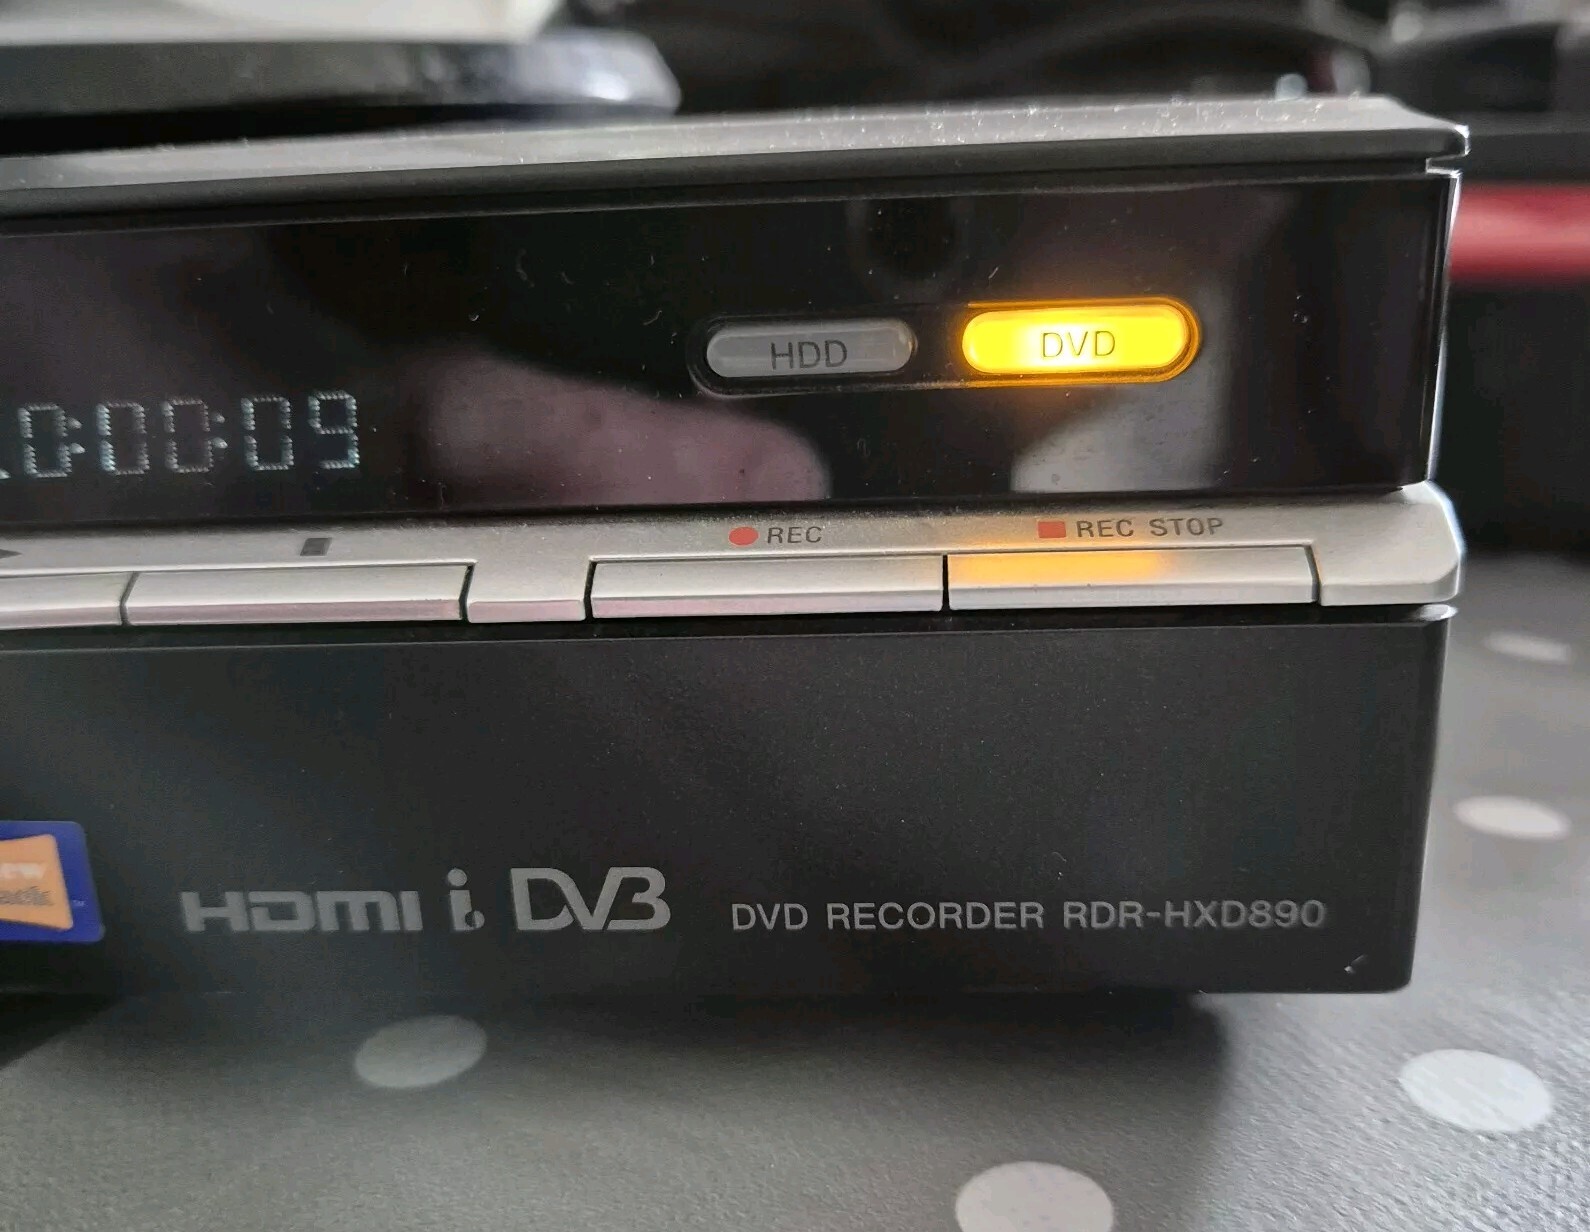 HDD DVD
0:00:09
REC REC STOP
HDMI i DVB DVD RECORDER RDR-HXD890